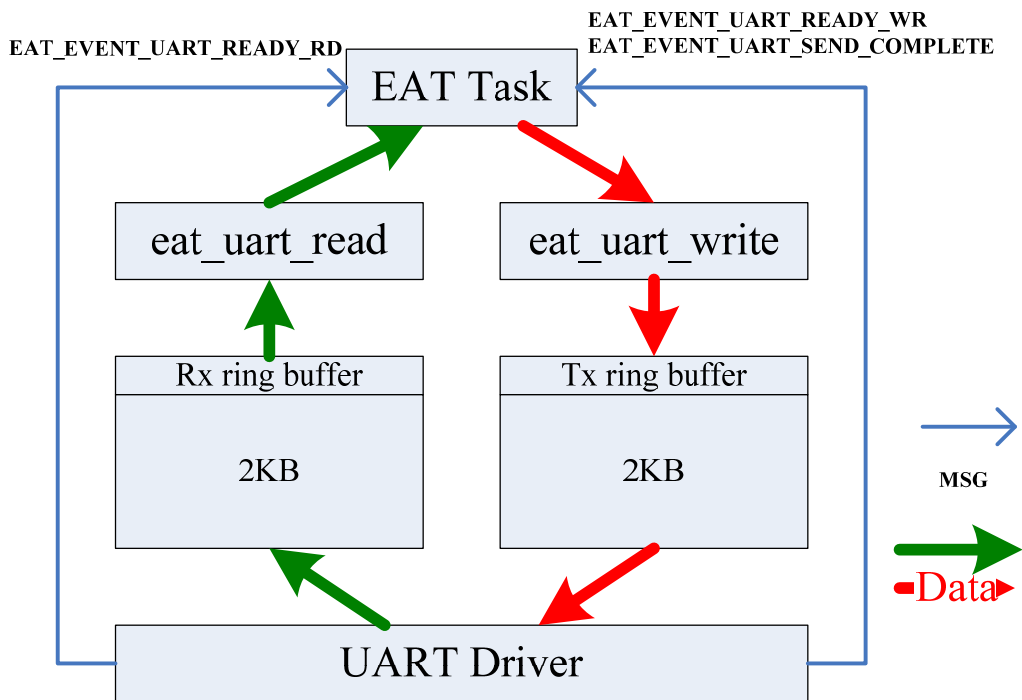 EAT_EVENT_UART_READY_WR
EAT_EVENT_UART_READY_RD
EAT_EVENT_UART_SEND_COMPLETE
EAT Task
eat_uart_read
eat_uart_write
Rx ring buffer
Tx ring buffer
2KB
2KB
MSG
Data
UART Driver